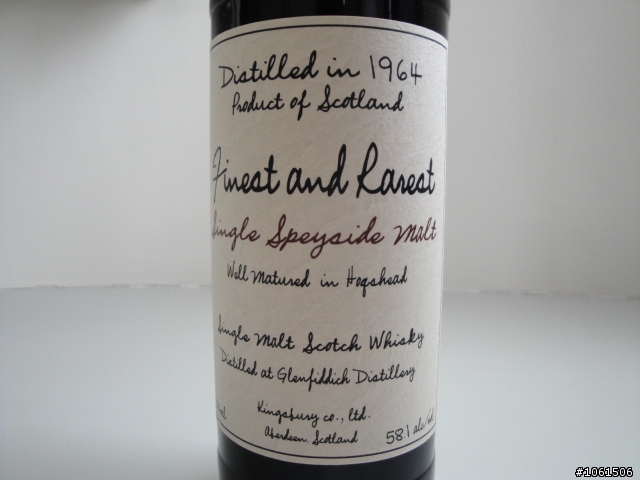 Distilled in 1964
Product of Scotland
Finest and Rarest
Single Speyside Malt
Well Matured in Hogshead
Single Malt Scotch Whisky
Distilled at Glenfiddich Distillery
Kingsbury co., ltd.
Aberdeen. Scotland
58.1 alc/vol
#1061506